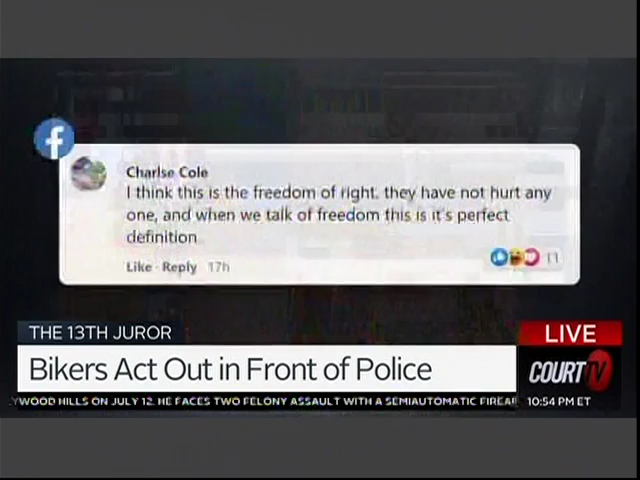 f
Charlse Cole
I think this is the freedom of right. they have not hurt any
one, and when we talk of freedom this is it's perfect
definition
Like · Reply 17h
11
THE 13TH JUROR
LIVE
Bikers Act Out in Front of Police
COURT TV
YWOOD HILLS ON JULY 12. HE FACES TWO FELONY ASSAULT WITH A SEMIAUTOMATIC FIREAR
10:54 PM ET